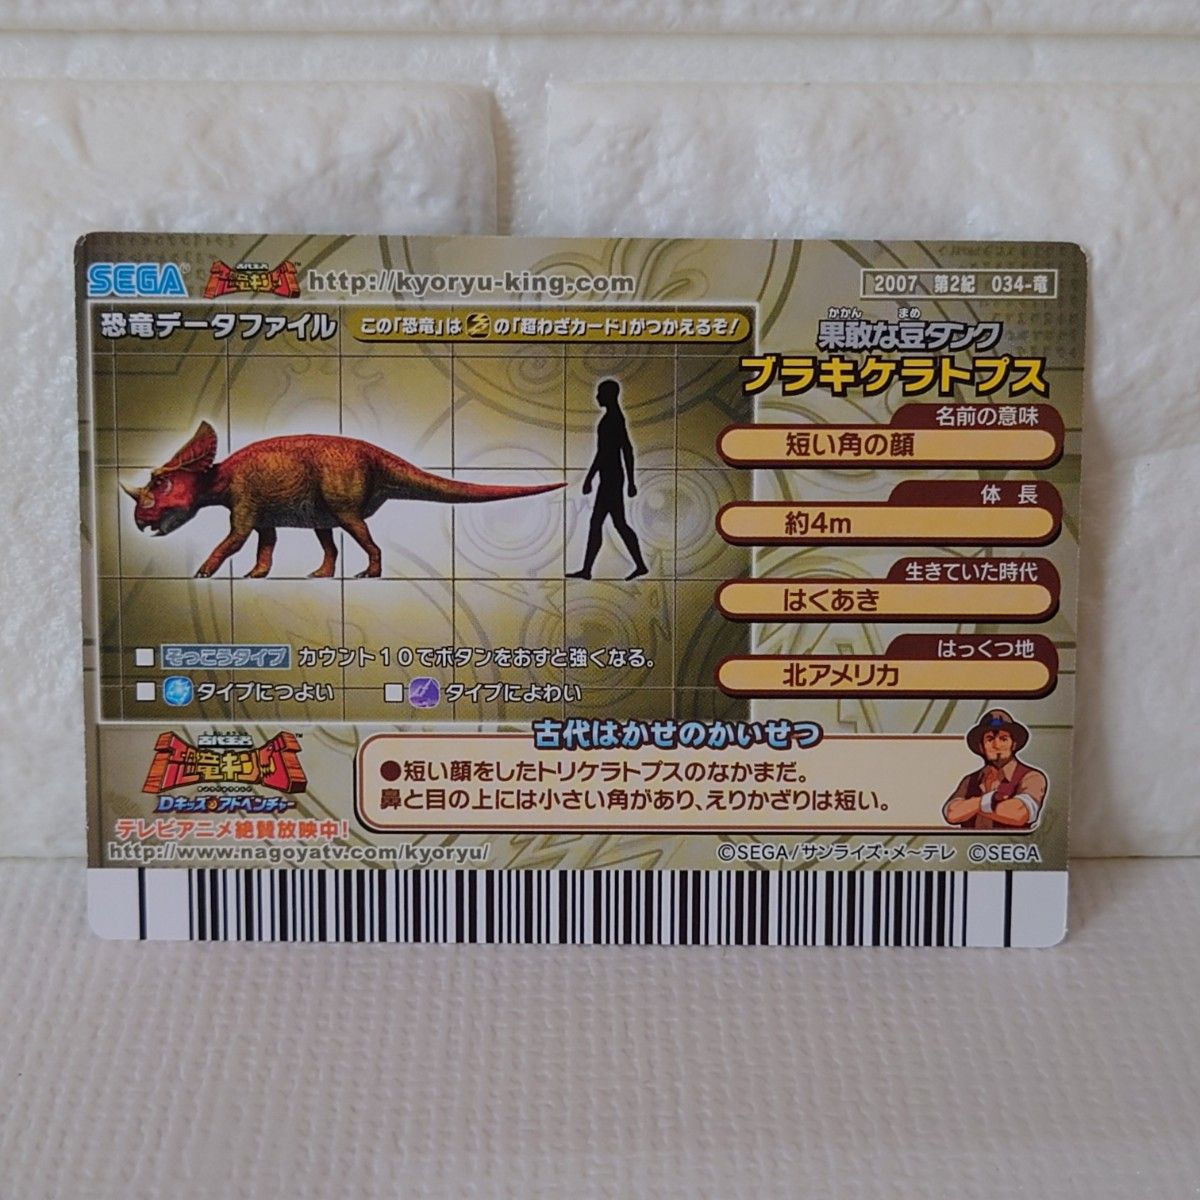 SEGA
古代王者
恐竜キング™
http://kyoryu-king.com
2007 第2紀 034-竜
恐竜データファイル
この「恐竜」は の「超わざカード」がつかえるぞ!
かかん まめ
果敢な豆タンク
ブラキケラトプス
名前の意味
短い角の顔
体 長
約4m
生きていた時代
はくあき
はっくつ地
北アメリカ
そっこうタイプ カウント10でボタンをおすと強くなる。
タイプにつよい タイプによわい
古代はかせのかいせつ
●短い顔をしたトリケラトプスのなかまだ。
鼻と目の上には小さい角があり、えりかざりは短い。
古代王者
恐竜キング™
Dキッズ・アドベンチャー
テレビアニメ絶賛放映中!
http://www.nagoyatv.com/kyoryu/
©SEGA/サンライズ・メ〜テレ ©SEGA